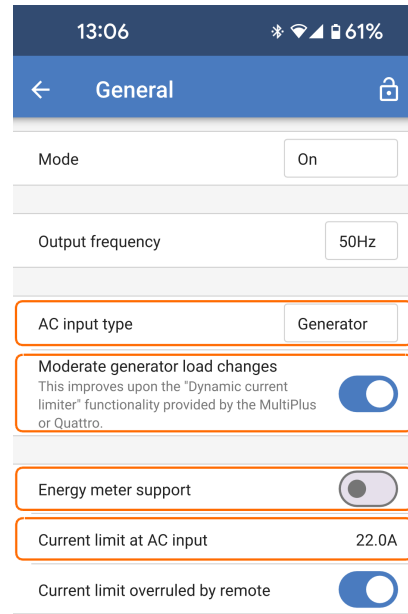 13:06 61%
General
Mode On
Output frequency 50Hz
AC input type Generator
Moderate generator load changes
This improves upon the "Dynamic current
limiter" functionality provided by the MultiPlus
or Quattro.
Energy meter support
Current limit at AC input 22.0A
Current limit overruled by remote